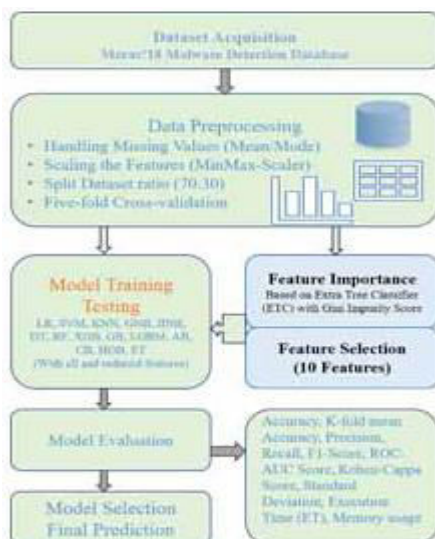 Dataset Acquisition
Malware Detection Database
Data Preprocessing
• Handling Missing Values (Mean/Mode)
• Scaling the Features (MinMax-Scaler)
• Split Dataset ratio (70:30)
• Five-fold Cross-validation
Model Training
Testing
LR, SVM, KNN, GNB,
DT, RF, XGB, GB, LGBM, AB,
CB, HGB, ET
(With all and reduced features)
Feature Importance
Based on Extra Tree Classifier
(ETC) with Gini Impurity Score
Feature Selection
(10 Features)
Model Evaluation
Accuracy, K-fold mean
Accuracy, Precision,
Recall, F1-Score, ROC-
AUC Score, Kohen-Cappa
Score, Standard
Deviation, Execution
Time (ET), Memory usage
Model Selection
Final Prediction